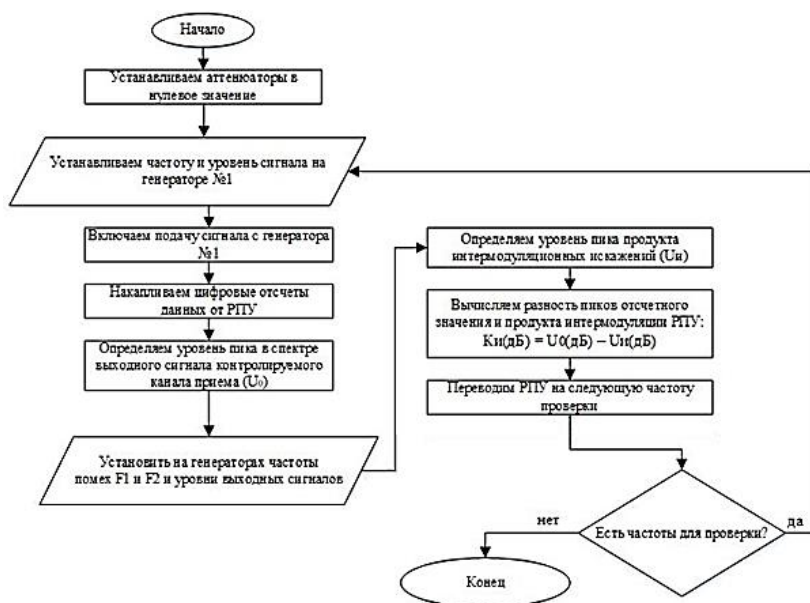 Начало
Устанавливаем аттенюаторы в
нулевое значение
Устанавливаем частоту и уровень сигнала на
генераторе №1
Включаем подачу сигнала с генератора
№1
Накапливаем цифровые отсчеты
данных от РПУ
Определяем уровень пика в спектре
выходного сигнала контролируемого
канала приема (U₀)
Установить на генераторах частоты
помех F1 и F2 и уровни выходных сигналов
Определяем уровень пика продукта
интермодуляционных искажений (Uи)
Вычисляем разность пиков отсчетного
значения и продукта интермодуляции РПУ:
Kи(дБ) = U0(дБ) – Uи(дБ)
Переводим РПУ на следующую частоту
проверки
Есть частоты для проверки?
нет
да
Конец